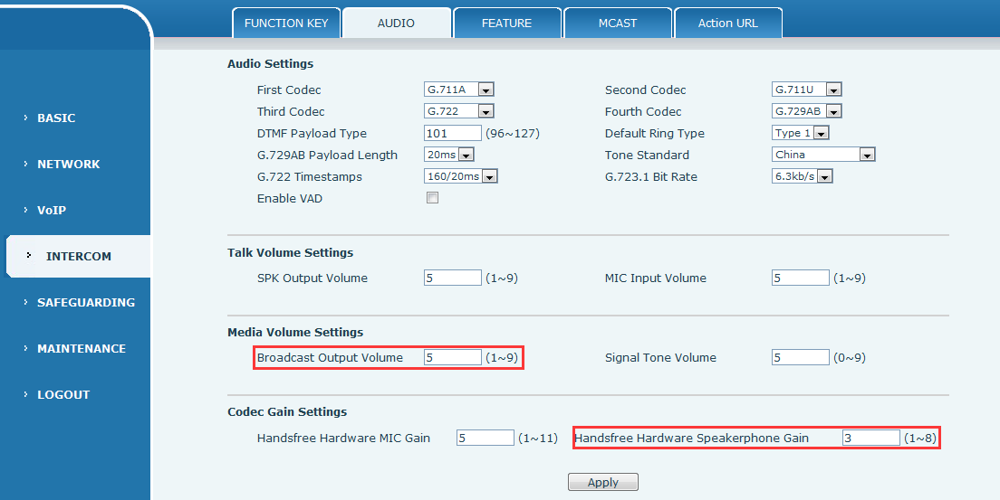 FUNCTION KEY AUDIO FEATURE MCAST Action URL
BASIC
NETWORK
VoIP
INTERCOM
SAFEGUARDING
MAINTENANCE
LOGOUT
Audio Settings
First Codec G.711A Second Codec G.711U
Third Codec G.722 Fourth Codec G.729AB
DTMF Payload Type 101 (96~127) Default Ring Type Type 1
G.729AB Payload Length 20ms Tone Standard China
G.722 Timestamps 160/20ms G.723.1 Bit Rate 6.3kb/s
Enable VAD
Talk Volume Settings
SPK Output Volume 5 (1~9) MIC Input Volume 5 (1~9)
Media Volume Settings
Broadcast Output Volume 5 (1~9) Signal Tone Volume 5 (0~9)
Codec Gain Settings
Handsfree Hardware MIC Gain 5 (1~11) Handsfree Hardware Speakerphone Gain 3 (1~8)
Apply